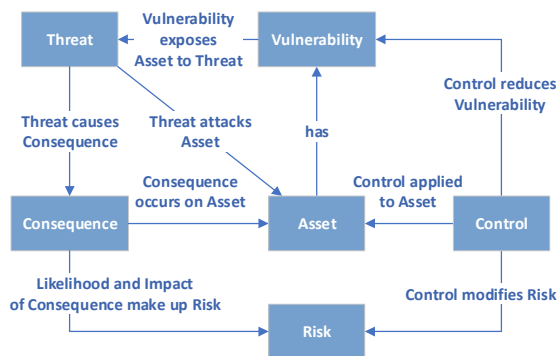 Threat
Vulnerability
exposes
Asset to Threat
Vulnerability
Threat causes
Consequence
Threat attacks
Asset
has
Control reduces
Vulnerability
Consequence
Consequence
occurs on Asset
Asset
Control applied
to Asset
Control
Likelihood and Impact
of Consequence make up Risk
Control modifies Risk
Risk